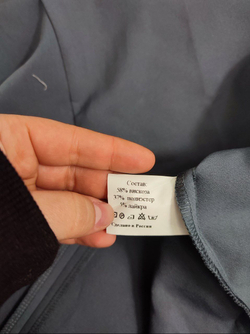 Состав:
58% вискоза
37% полиэстер
5% лайкра
Сделано в России